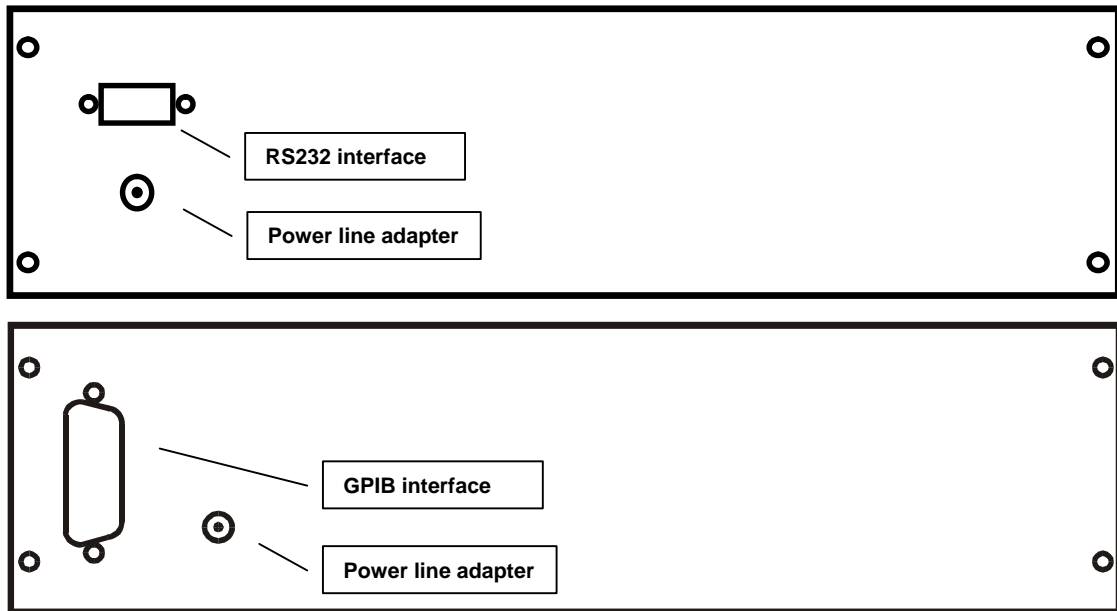 RS232 interface
Power line adapter
GPIB interface
Power line adapter